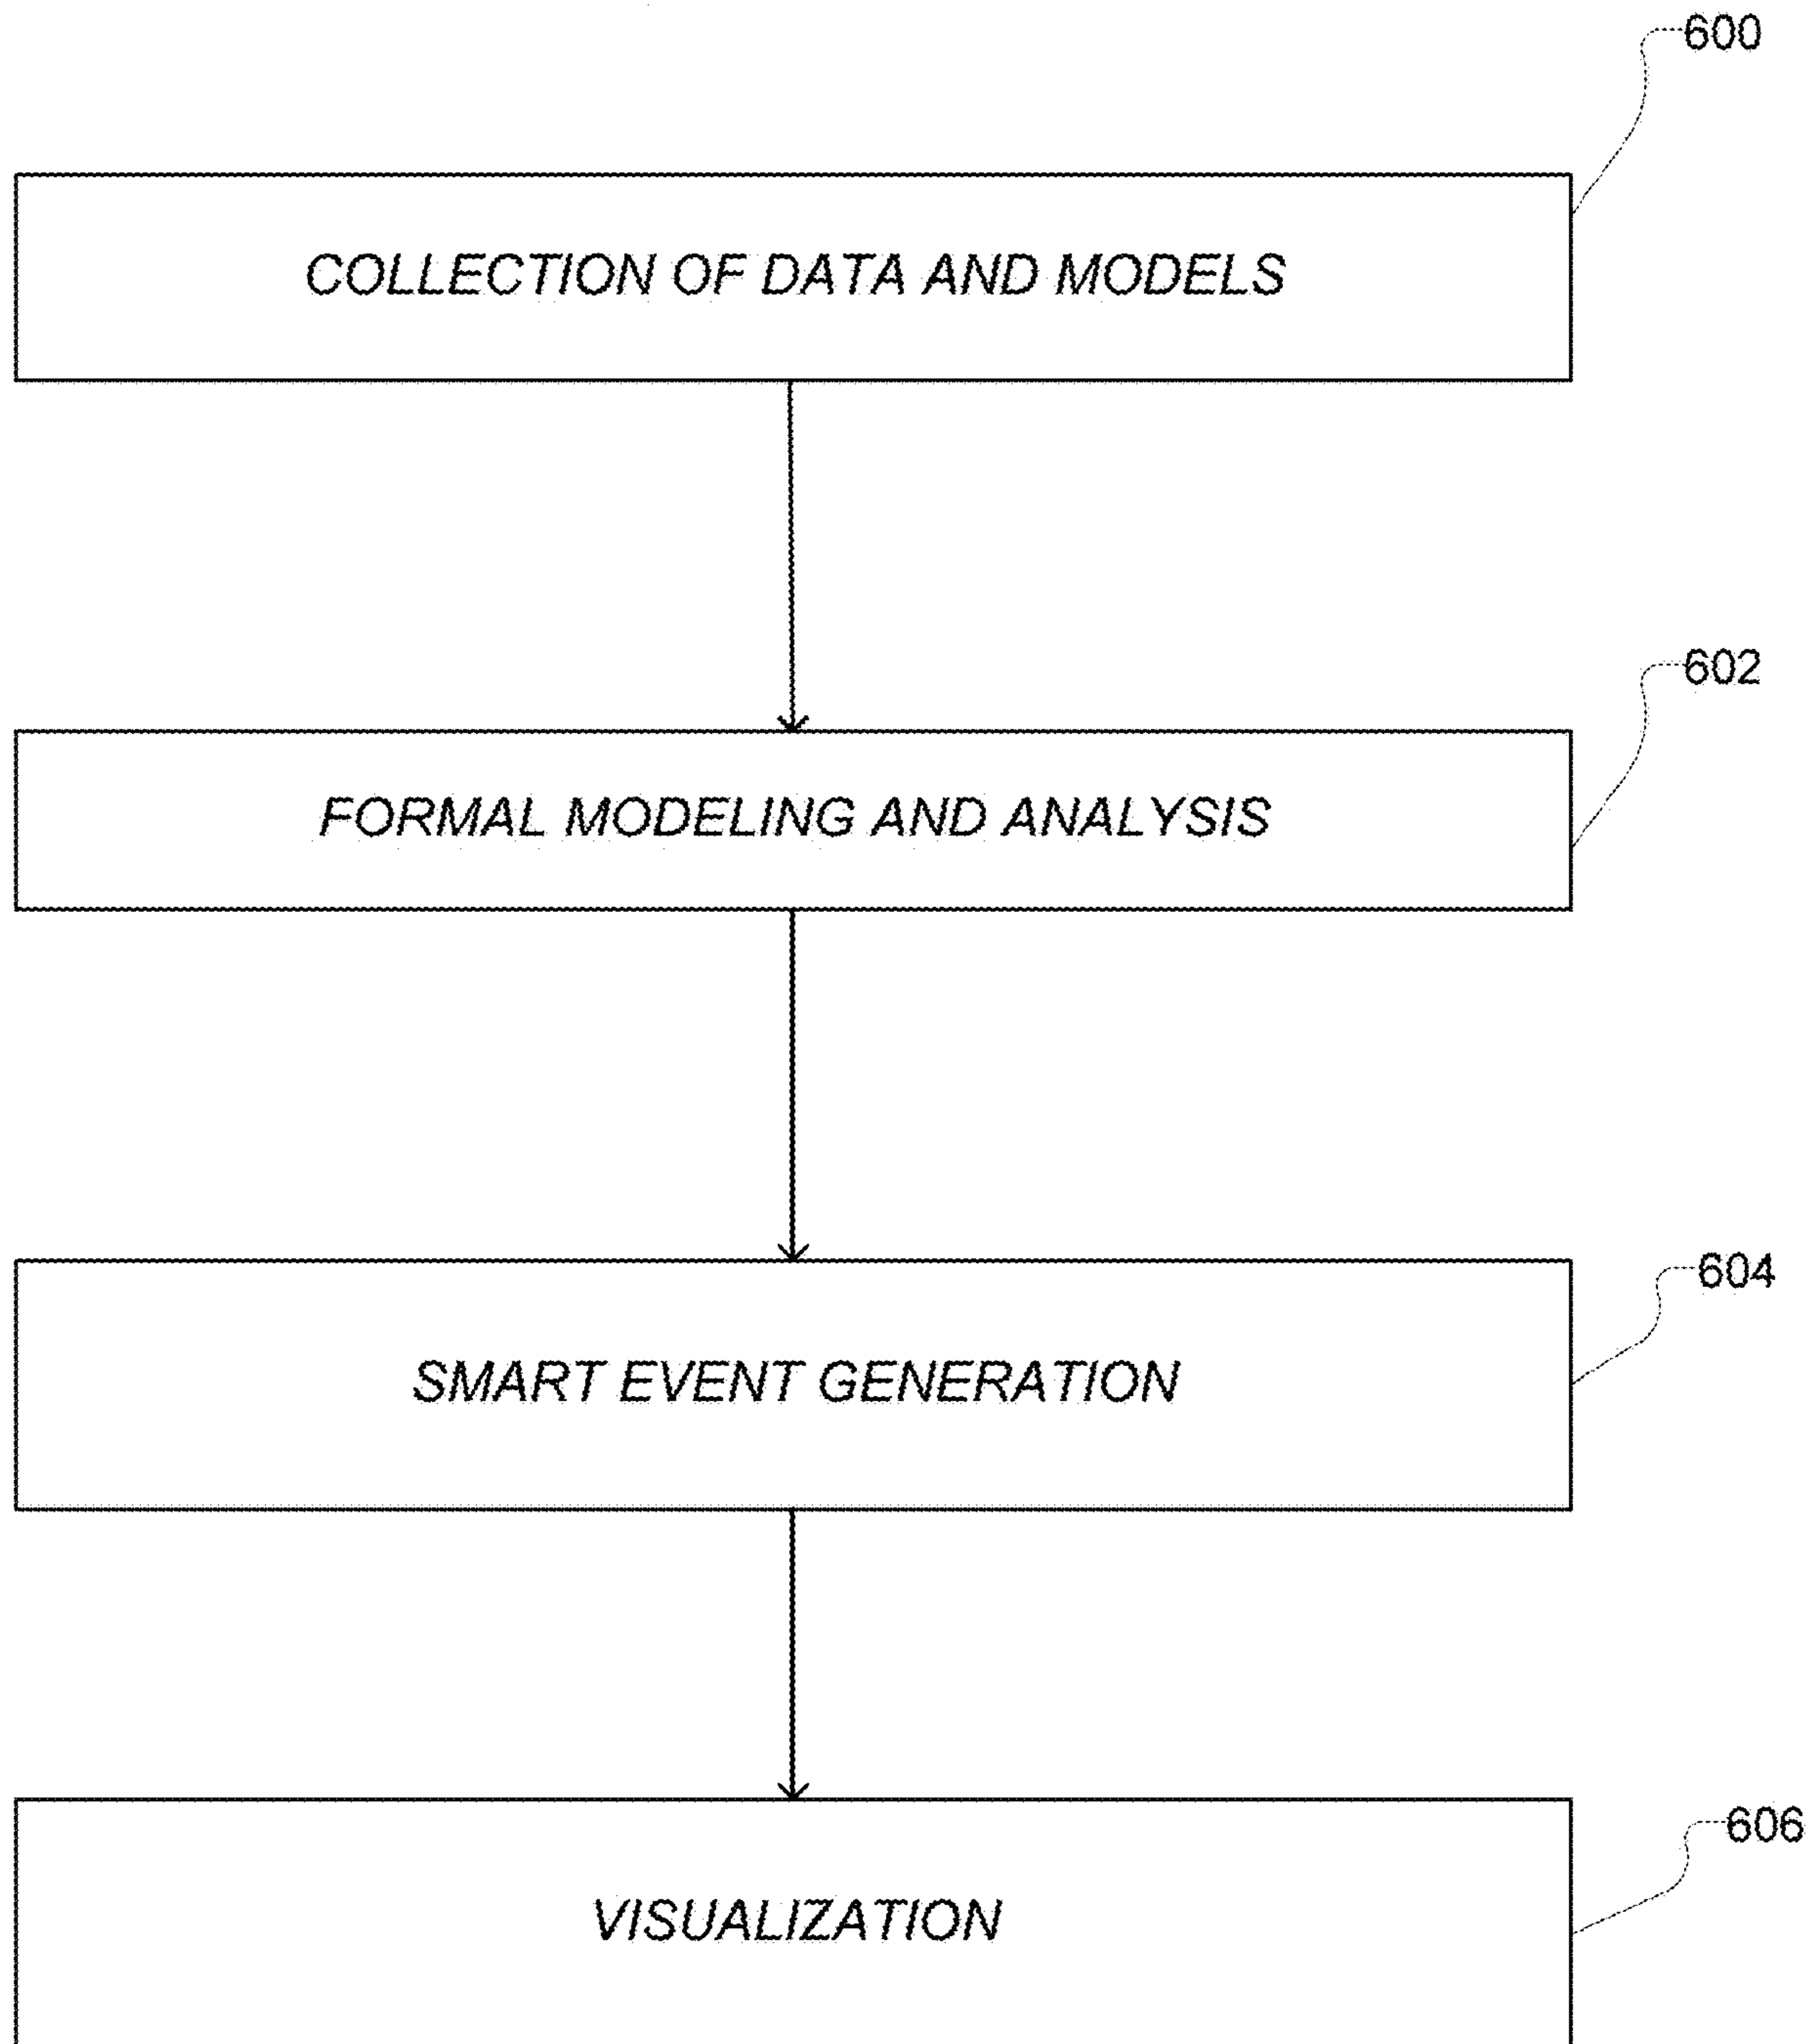 600
COLLECTION OF DATA AND MODELS
602
FORMAL MODELING AND ANALYSIS
604
SMART EVENT GENERATION
606
VISUALIZATION